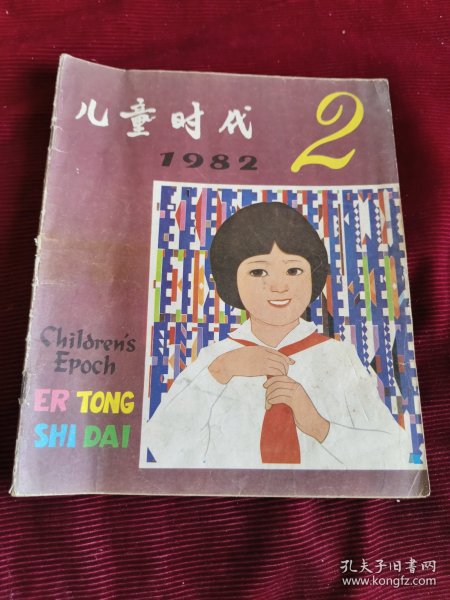 儿童时代
2
1982
Children's
Epoch
ER TONG
SHI DAI
孔夫子旧书网
www.kongfz.com